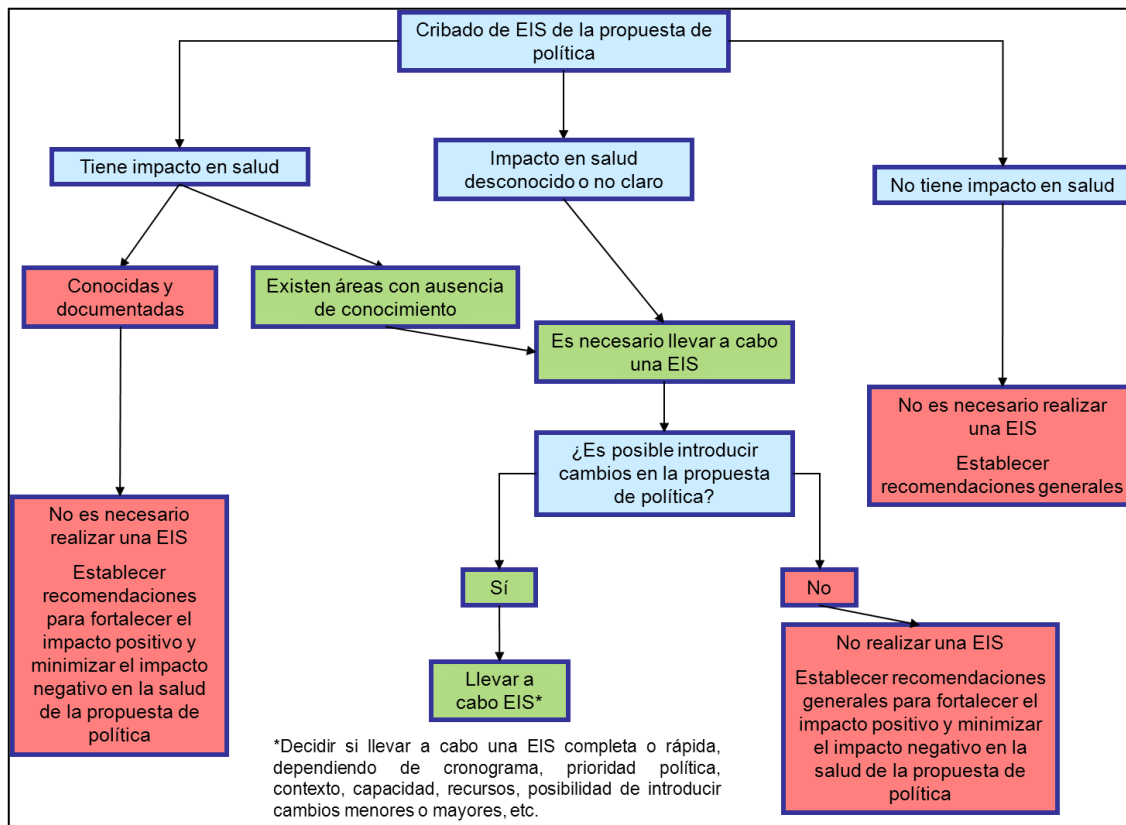 Cribado de EIS de la propuesta de
política
Tiene impacto en salud
Impacto en salud
desconocido o no claro
No tiene impacto en salud
Conocidas y
documentadas
Existen áreas con ausencia
de conocimiento
Es necesario llevar a cabo
una EIS
No es necesario realizar
una EIS
Establecer
recomendaciones generales
¿Es posible introducir
cambios en la propuesta
de política?
No es necesario
realizar una EIS
Establecer
recomendaciones
para fortalecer el
impacto positivo y
minimizar el impacto
negativo en la salud
de la propuesta de
política
Sí
No
Llevar a
cabo EIS*
No realizar una EIS
Establecer recomendaciones
generales para fortalecer el
impacto positivo y minimizar
el impacto negativo en la
salud de la propuesta de
política
*Decidir si llevar a cabo una EIS completa o rápida,
dependiendo de cronograma, prioridad política,
contexto, capacidad, recursos, posibilidad de introducir
cambios menores o mayores, etc.